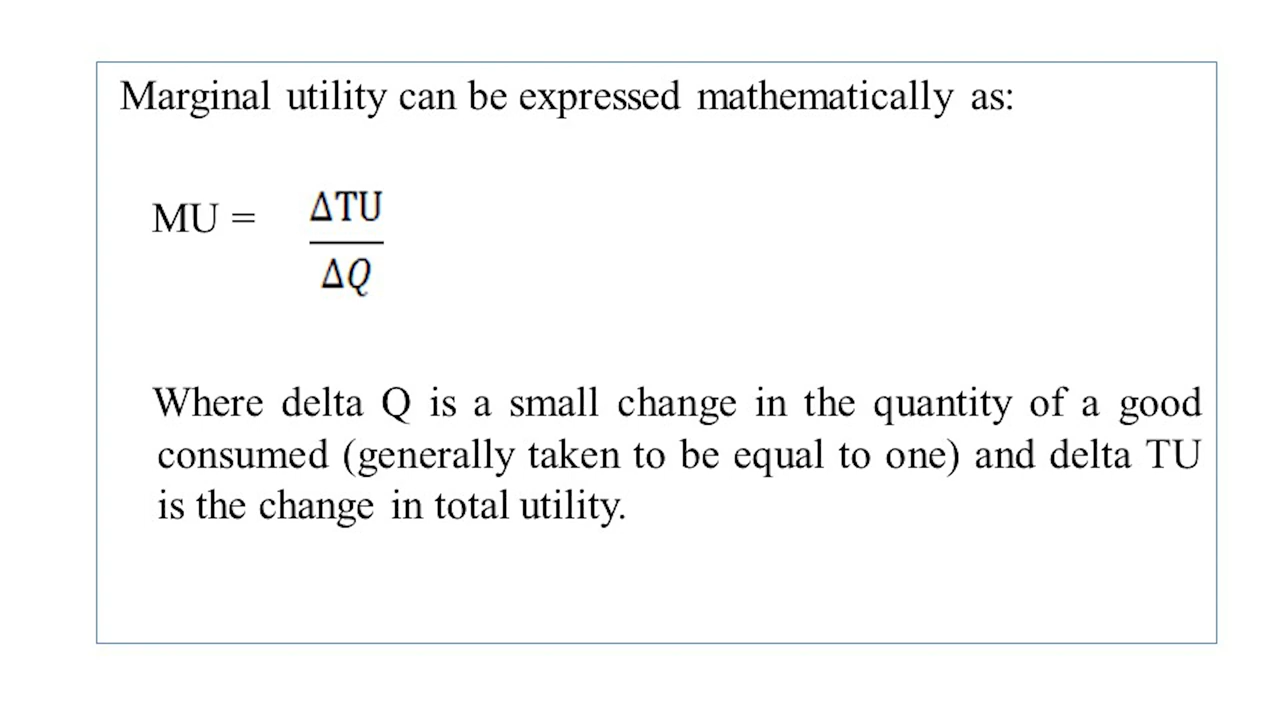 Marginal utility can be expressed mathematically as:
MU = ΔTU
ΔQ
Where delta Q is a small change in the quantity of a good
consumed (generally taken to be equal to one) and delta TU
is the change in total utility.